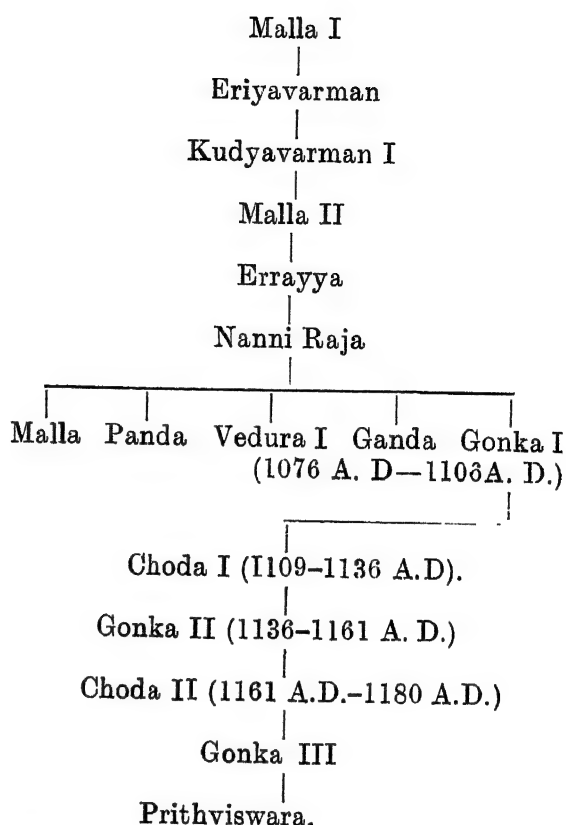 Malla I
Eriyavarman
Kudyavarman I
Malla II
Errayya
Nanni Raja
Malla Panda Vedura I Ganda Gonka I
(1076 A. D—1106A. D.)
Choda I (1109–1136 A.D).
Gonka II (1136–1161 A. D.)
Choda II (1161 A.D.–1180 A.D.)
Gonka III
Prithviswara.